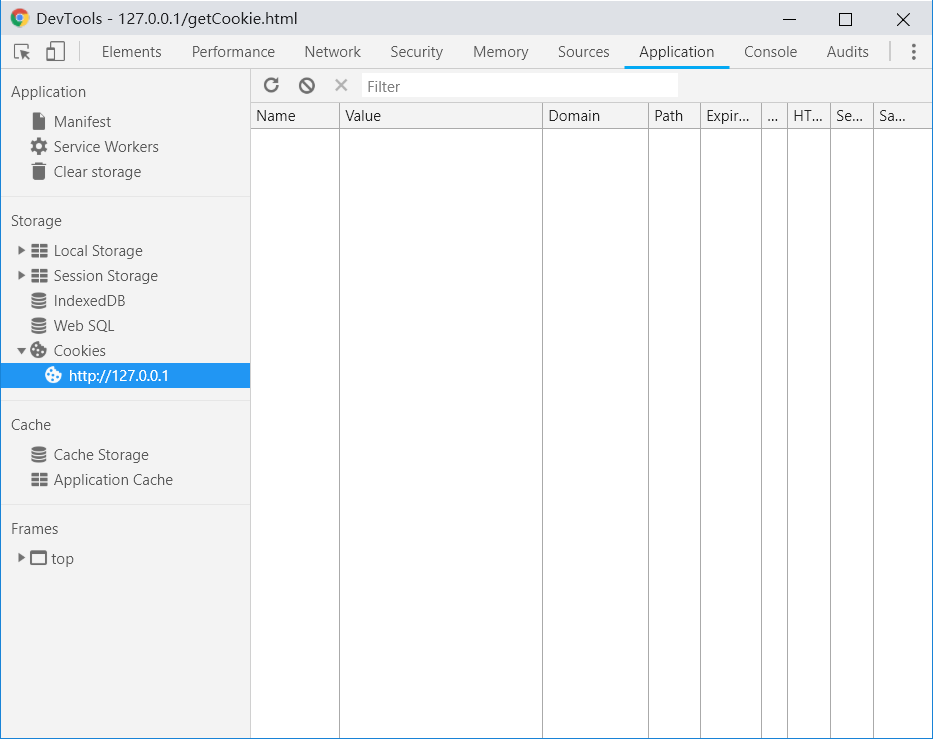 DevTools - 127.0.0.1/getCookie.html
Elements Performance Network Security Memory Sources Application Console Audits
Application
Manifest
Service Workers
Clear storage
Storage
Local Storage
Session Storage
IndexedDB
Web SQL
Cookies
http://127.0.0.1
Cache
Cache Storage
Application Cache
Frames
top
Filter
Name Value Domain Path Expir... ... HT... Se... Sa...